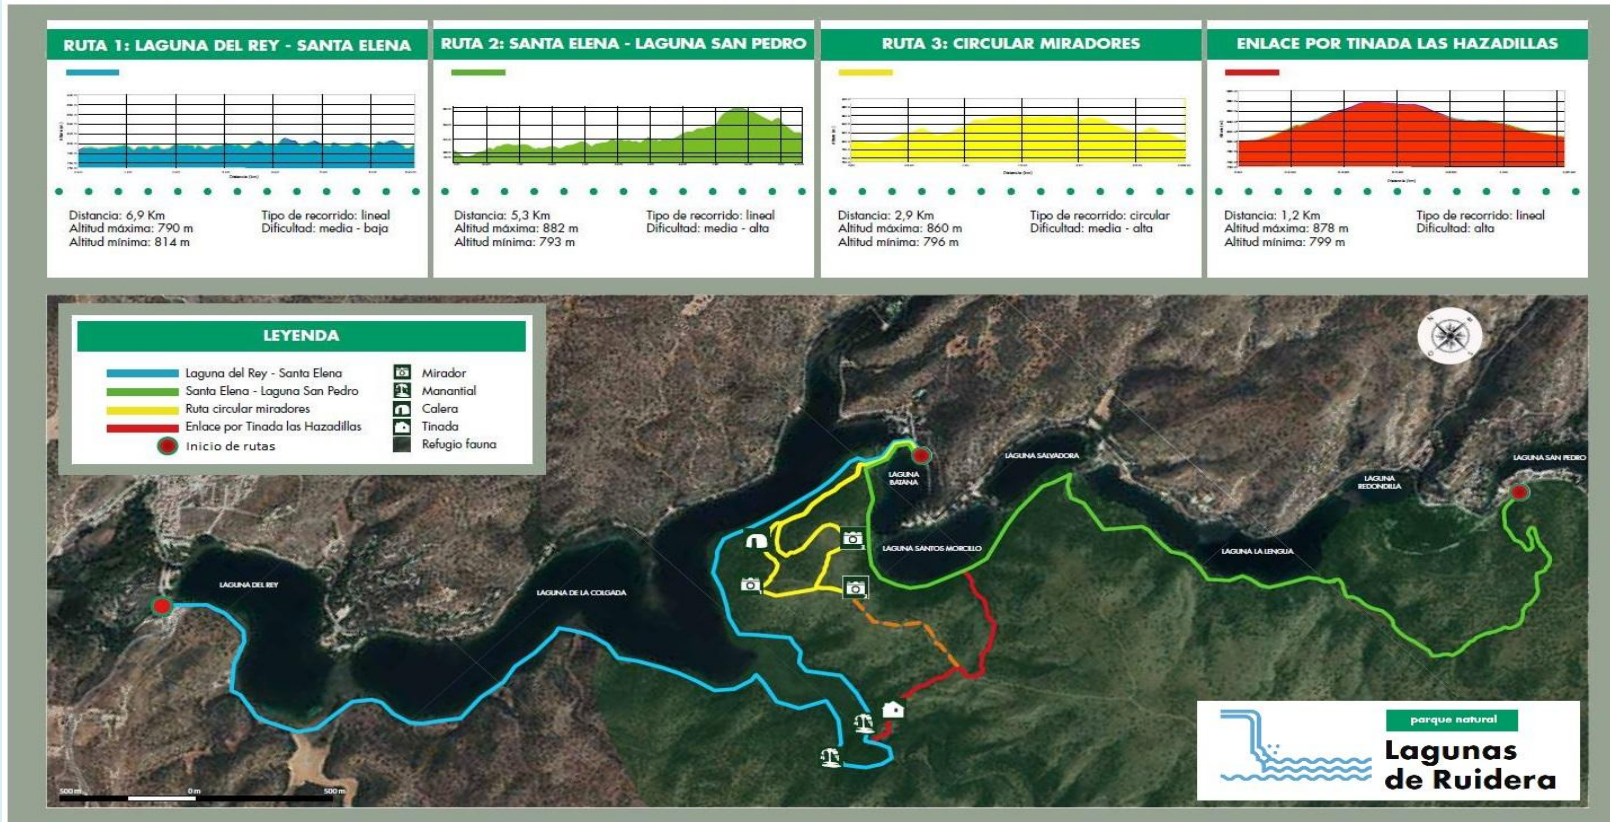 RUTA 1: LAGUNA DEL REY - SANTA ELENA
Distancia: 6,9 Km
Altitud máxima: 790 m
Altitud mínima: 814 m
Tipo de recorrido: lineal
Dificultad: media - baja
RUTA 2: SANTA ELENA - LAGUNA SAN PEDRO
Distancia: 5,3 Km
Altitud máxima: 882 m
Altitud mínima: 793 m
Tipo de recorrido: lineal
Dificultad: media - alta
RUTA 3: CIRCULAR MIRADORES
Distancia: 2,9 Km
Altitud máxima: 860 m
Altitud mínima: 796 m
Tipo de recorrido: circular
Dificultad: media - alta
ENLACE POR TINADA LAS HAZADILLAS
Distancia: 1,2 Km
Altitud máxima: 878 m
Altitud mínima: 799 m
Tipo de recorrido: lineal
Dificultad: alta
LEYENDA
Laguna del Rey - Santa Elena
Santa Elena - Laguna San Pedro
Ruta circular miradores
Enlace por Tinada las Hazadillas
Inicio de rutas
Mirador
Manantial
Calera
Tinada
Refugio fauna
LAGUNA SALVADORA
LAGUNA SAN PEDRO
LAGUNA
BATANA
LAGUNA
REDONDILLA
LAGUNA SANTOS MORCILLO
LAGUNA LA LENGUA
LAGUNA DEL REY
LAGUNA DE LA COLGADA
500 m
0 m
500 m
parque natural
Lagunas
de Ruidera